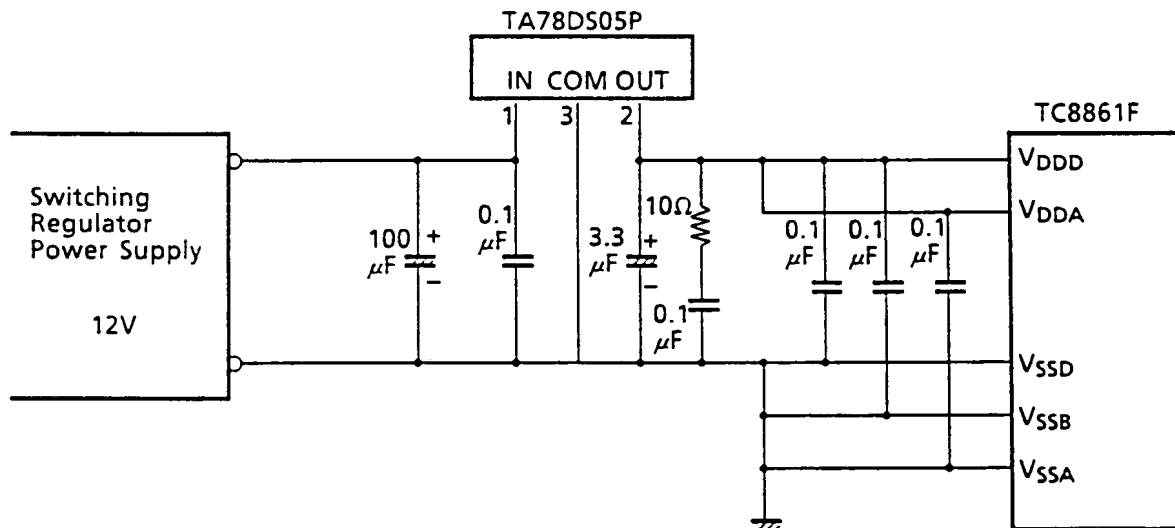 TA78DS05P
IN COM OUT
1 3 2
TC8861F
Switching
Regulator
Power Supply
12V
100 +
μF
−
0.1
μF
3.3 +
μF
−
10Ω
0.1
μF
0.1
μF
0.1
μF
0.1
μF
VDDD
VDDA
VSSD
VSSB
VSSA